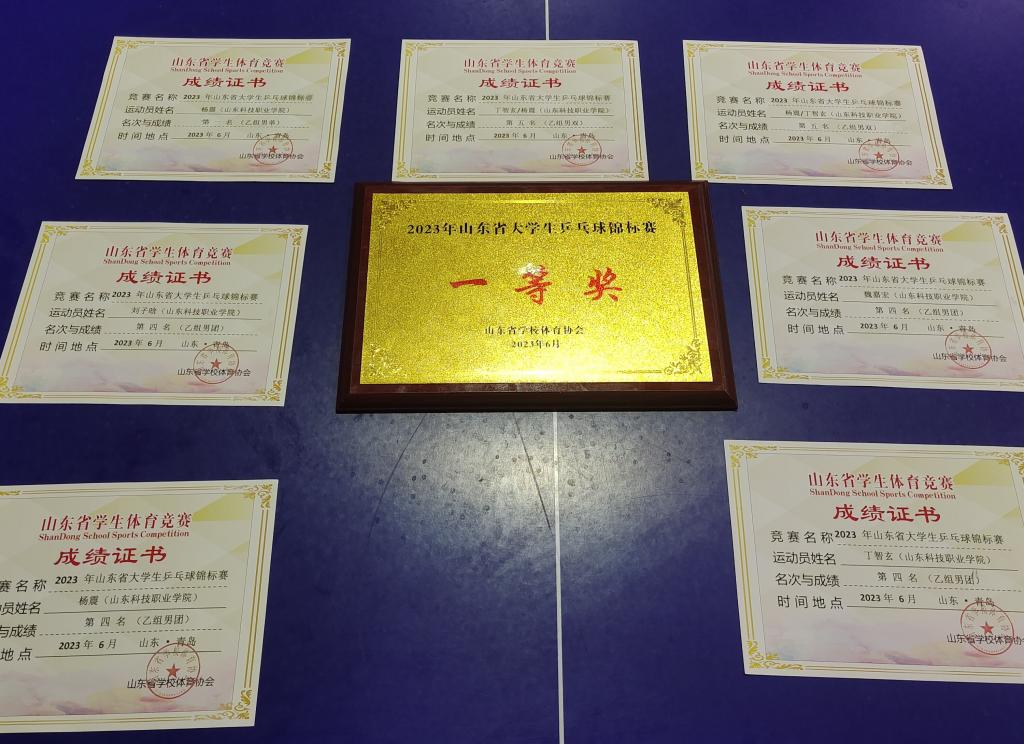 山东省学生体育竞赛
ShanDong School Sports Competition
成绩证书
竞赛名称 2023 年山东省大学生乒乓球锦标赛
运动员姓名 杨震（山东科技职业学院）
名次与成绩 第一名（乙组男单）
时间地点 2023 年 6 月 山东·青岛
山东省学校体育协会
山东省学生体育竞赛
ShanDong School Sports Competition
成绩证书
竞赛名称 2023 年山东省大学生乒乓球锦标赛
运动员姓名 丁智玄/杨震（山东科技职业学院）
名次与成绩 第五名（乙组男双）
时间地点 2023 年 6 月 山东·青岛
山东省学校体育协会
山东省学生体育竞赛
ShanDong School Sports Competition
成绩证书
竞赛名称 2023 年山东省大学生乒乓球锦标赛
运动员姓名 杨震/丁智玄（山东科技职业学院）
名次与成绩 第五名（乙组男双）
时间地点 2023 年 6 月 山东·青岛
山东省学校体育协会
山东省学生体育竞赛
ShanDong School Sports Competition
成绩证书
竞赛名称 2023 年山东省大学生乒乓球锦标赛
运动员姓名 刘子晗（山东科技职业学院）
名次与成绩 第四名（乙组男团）
时间地点 2023 年 6 月 山东·青岛
山东省学校体育协会
2023年山东省大学生乒乓球锦标赛
一等奖
山东省学校体育协会
2023年6月
山东省学生体育竞赛
ShanDong School Sports Competition
成绩证书
竞赛名称 2023 年山东省大学生乒乓球锦标赛
运动员姓名 魏嘉宏（山东科技职业学院）
名次与成绩 第四名（乙组男团）
时间地点 2023 年 6 月 山东·青岛
山东省学校体育协会
山东省学生体育竞赛
ShanDong School Sports Competition
成绩证书
赛名称 2023 年山东省大学生乒乓球锦标赛
员姓名 杨震（山东科技职业学院）
与成绩 第四名（乙组男团）
地点 2023 年 6 月 山东·青岛
山东省学校体育协会
山东省学生体育竞赛
ShanDong School Sports Competition
成绩证书
竞赛名称 2023 年山东省大学生乒乓球锦标赛
运动员姓名 丁智玄（山东科技职业学院）
名次与成绩 第四名（乙组男团）
时间地点 2023 年 6 月 山东·青岛
山东省学校体育协会